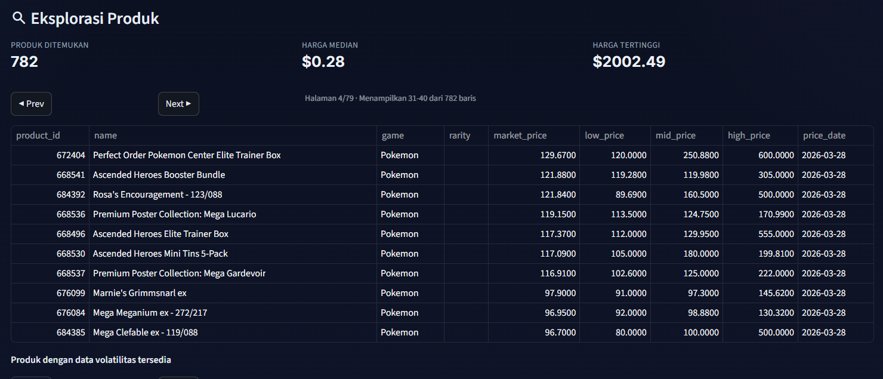 Eksplorasi Produk
PRODUK DITEMUKAN HARGA MEDIAN HARGA TERTINGGI
782 $0.28 $2002.49
◄ Prev Next ► Halaman 4/79 · Menampilkan 31-40 dari 782 baris
product_id name game rarity market_price low_price mid_price high_price price_date
672404 Perfect Order Pokemon Center Elite Trainer Box Pokemon 129.6700 120.0000 250.8800 600.0000 2026-03-28
668541 Ascended Heroes Booster Bundle Pokemon 121.8800 119.2800 119.9800 305.0000 2026-03-28
684392 Rosa's Encouragement - 123/088 Pokemon 121.8400 89.6900 160.5000 500.0000 2026-03-28
668536 Premium Poster Collection: Mega Lucario Pokemon 119.1500 113.5000 124.7500 170.9900 2026-03-28
668496 Ascended Heroes Elite Trainer Box Pokemon 117.3700 112.0000 129.9500 555.0000 2026-03-28
668530 Ascended Heroes Mini Tins 5-Pack Pokemon 117.0900 105.0000 180.0000 199.8100 2026-03-28
668537 Premium Poster Collection: Mega Gardevoir Pokemon 116.9100 102.6000 125.0000 222.0000 2026-03-28
676099 Marnie's Grimmsnarl ex Pokemon 97.9000 91.0000 97.3000 145.6200 2026-03-28
676084 Mega Meganium ex - 272/217 Pokemon 96.9500 92.0000 98.8800 130.3200 2026-03-28
684385 Mega Clefable ex - 119/088 Pokemon 96.7000 80.0000 100.0000 500.0000 2026-03-28
Produk dengan data volatilitas tersedia